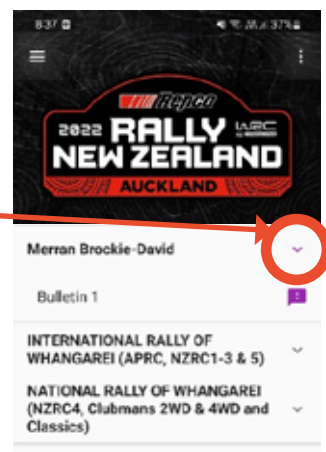 8:37
37%
Repco
2022 RALLY WRC
NEW ZEALAND
AUCKLAND
Merran Brockie-David
Bulletin 1
INTERNATIONAL RALLY OF
WHANGAREI (APRC, NZRC1-3 & 5)
NATIONAL RALLY OF WHANGAREI
(NZRC4, Clubmans 2WD & 4WD and
Classics)